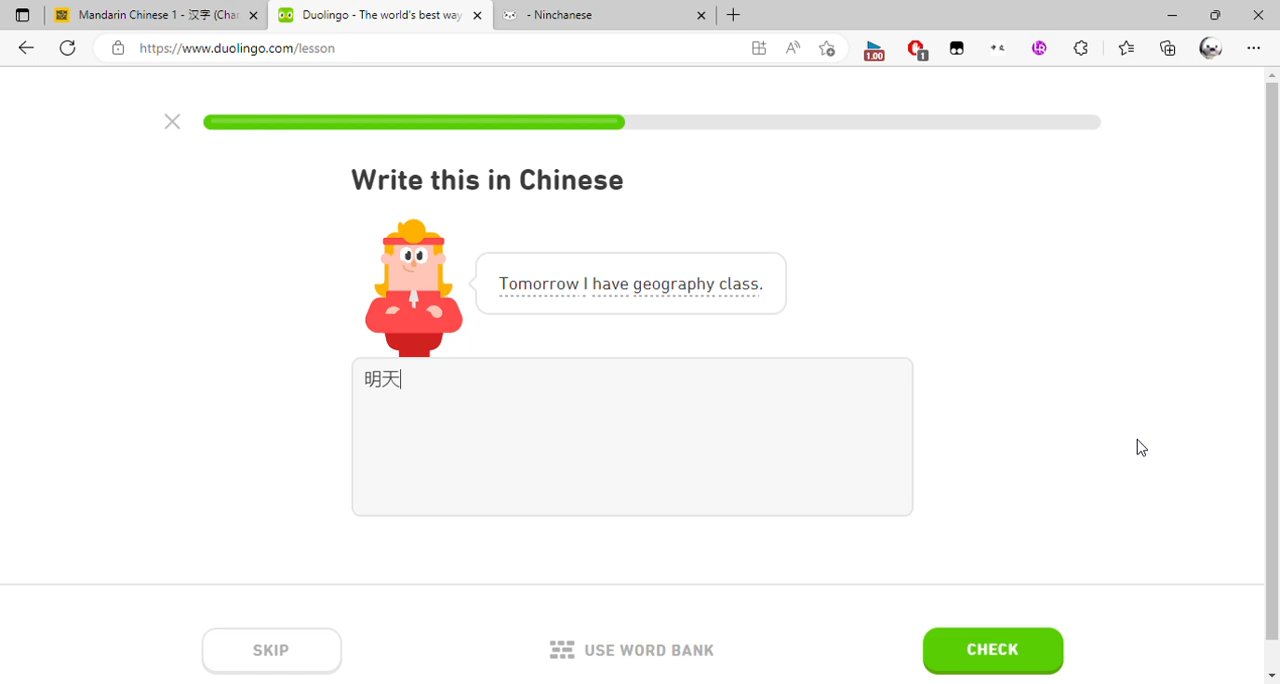 Mandarin Chinese 1 - 汉字 (Cha
Duolingo - The world's best way
- Ninchanese
https://www.duolingo.com/lesson
1.00
1
Write this in Chinese
Tomorrow I have geography class.
明天
SKIP
USE WORD BANK
CHECK